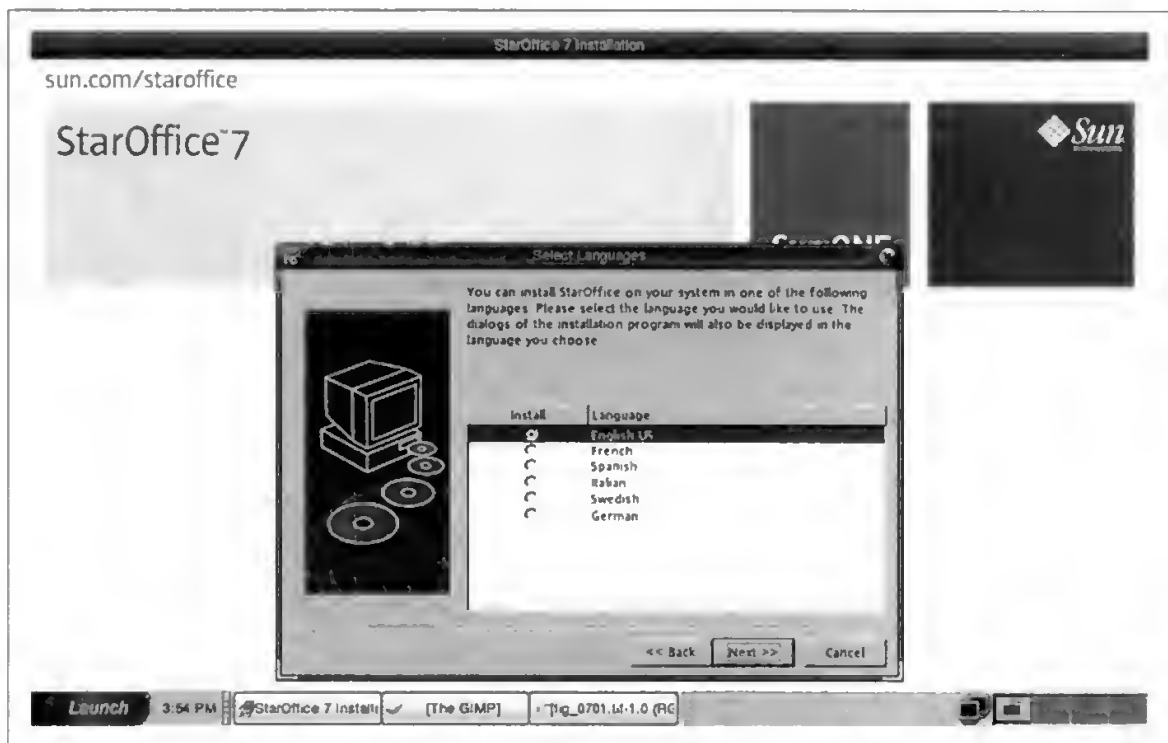 StarOffice 7 Installation
sun.com/staroffice
StarOffice™7
Sun
Select Languages
You can install StarOffice on your system in one of the following
languages. Please select the language you would like to use. The
dialogs of the installation program will also be displayed in the
language you choose
Install Language
English US
French
Spanish
Italian
Swedish
German
<< Back Next >> Cancel
Launch 3:54 PM StarOffice 7 Install [The GIMP]